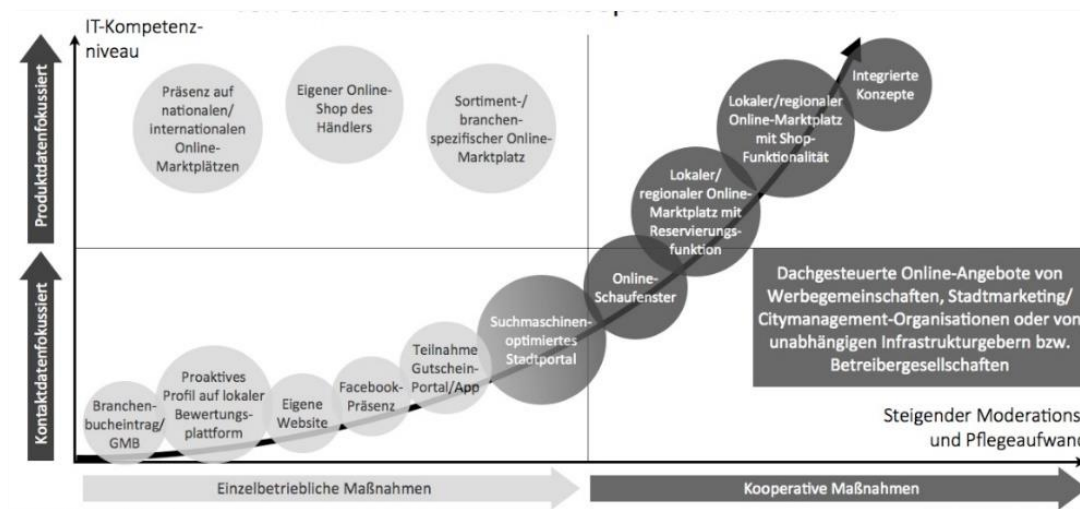 IT-Kompetenz-
niveau
Produktdatenfokussiert
Kontaktdatenfokussiert
Präsenz auf
nationalen/
internationalen
Online-
Marktplätzen
Eigener Online-
Shop des
Händlers
Sortiment-/
branchen-
spezifischer Online-
Marktplatz
Lokaler/regionaler
Online-Marktplatz
mit Shop-
Funktionalität
Integrierte
Konzepte
Lokaler/
regionaler Online-
Marktplatz mit
Reservierungs-
funktion
Online-
Schaufenster
Suchmaschinen-
optimiertes
Stadtportal
Teilnahme
Gutschein-
Portal/App
Facebook-
Präsenz
Eigene
Website
Proaktives
Profil auf lokaler
Bewertungs-
plattform
Branchen-
bucheintrag/
GMB
Dachgesteuerte Online-Angebote von
Werbegemeinschaften, Stadtmarketing/
Citymanagement-Organisationen oder von
unabhängigen Infrastrukturgebern bzw.
Betreibergesellschaften
Steigender Moderations
und Pflegeaufwand
Einzelbetriebliche Maßnahmen
Kooperative Maßnahmen